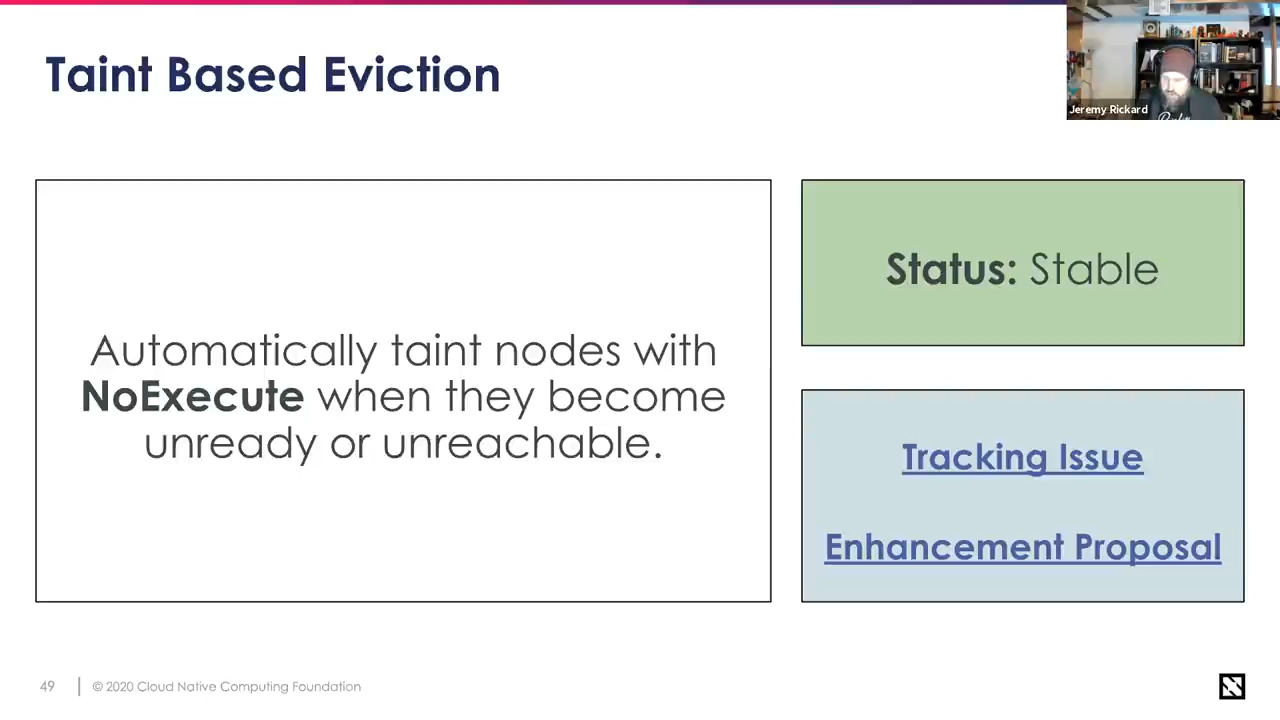 Taint Based Eviction
Jeremy Rickard
Automatically taint nodes with
NoExecute when they become
unready or unreachable.
Status: Stable
Tracking Issue
Enhancement Proposal
49
© 2020 Cloud Native Computing Foundation